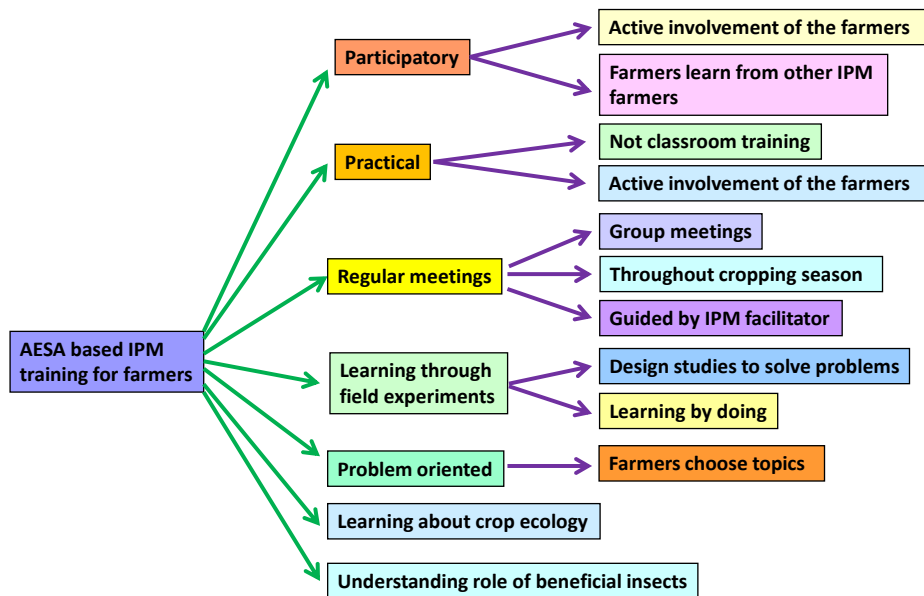 AESA based IPM
training for farmers
Participatory
Active involvement of the farmers
Farmers learn from other IPM
farmers
Practical
Not classroom training
Active involvement of the farmers
Regular meetings
Group meetings
Throughout cropping season
Guided by IPM facilitator
Learning through
field experiments
Design studies to solve problems
Learning by doing
Problem oriented
Farmers choose topics
Learning about crop ecology
Understanding role of beneficial insects